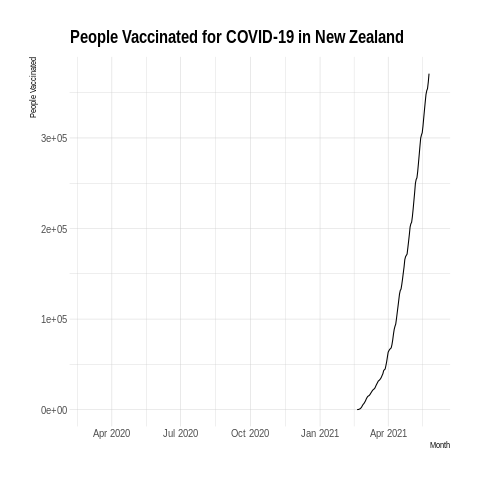 People Vaccinated for COVID-19 in New Zealand
People Vaccinated
3e+05
2e+05
1e+05
0e+00
Apr 2020 Jul 2020 Oct 2020 Jan 2021 Apr 2021
Month